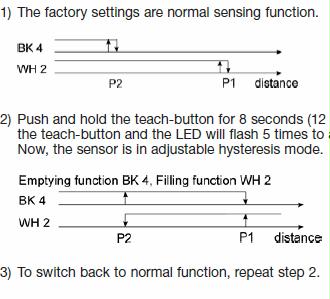 1) The factory settings are normal sensing function.
BK 4
WH 2
P2 P1 distance
2) Push and hold the teach-button for 8 seconds (12
the teach-button and the LED will flash 5 times to
Now, the sensor is in adjustable hysteresis mode.
Emptying function BK 4, Filling function WH 2
BK 4
WH 2
P2 P1 distance
3) To switch back to normal function, repeat step 2.